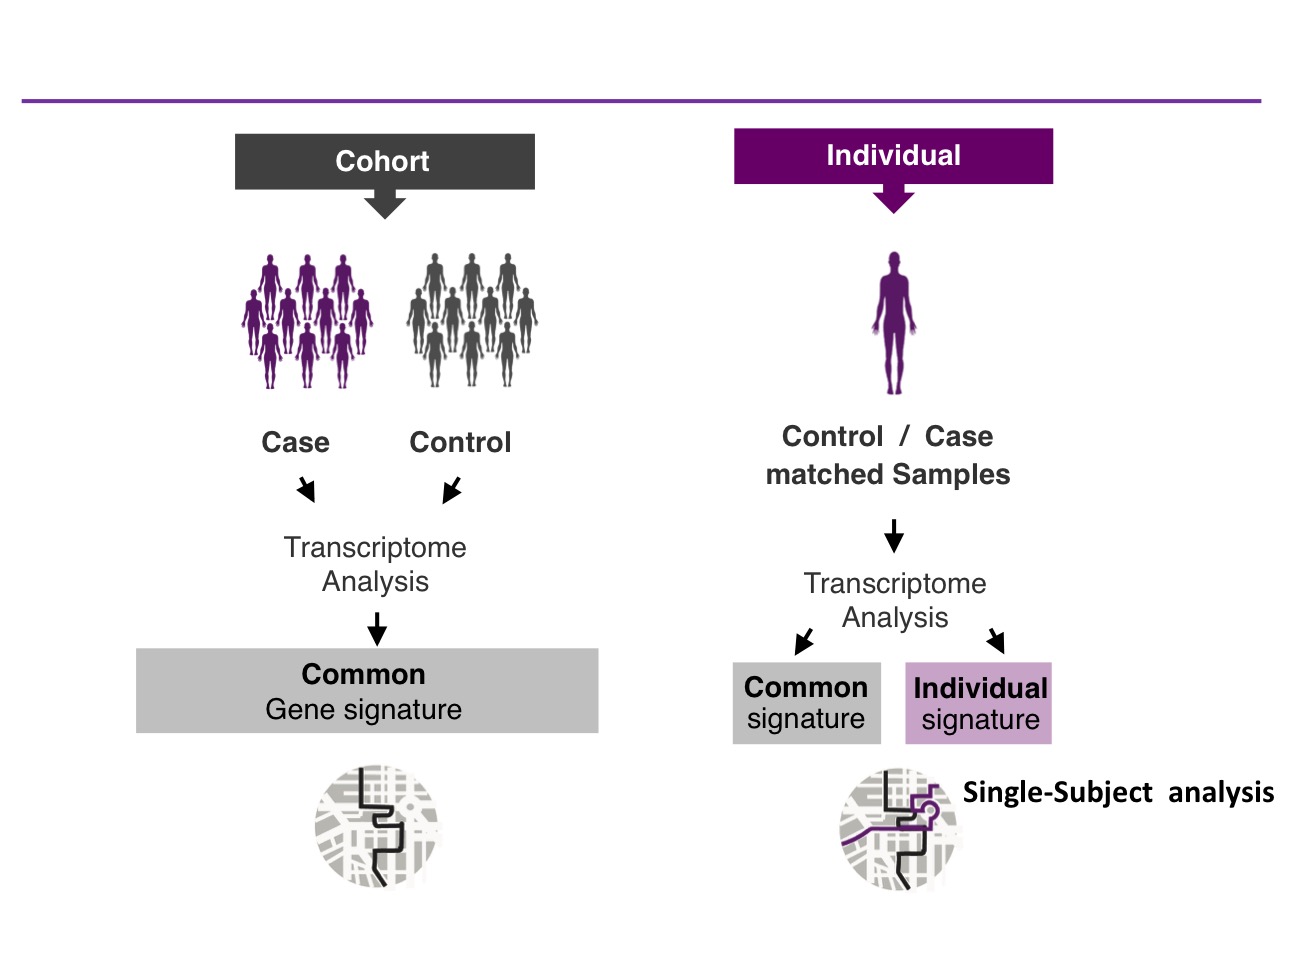 Cohort
Case
Control
Transcriptome
Analysis
Common
Gene signature
Individual
Control / Case
matched Samples
Transcriptome
Analysis
Common
signature
Individual
signature
Single-Subject analysis